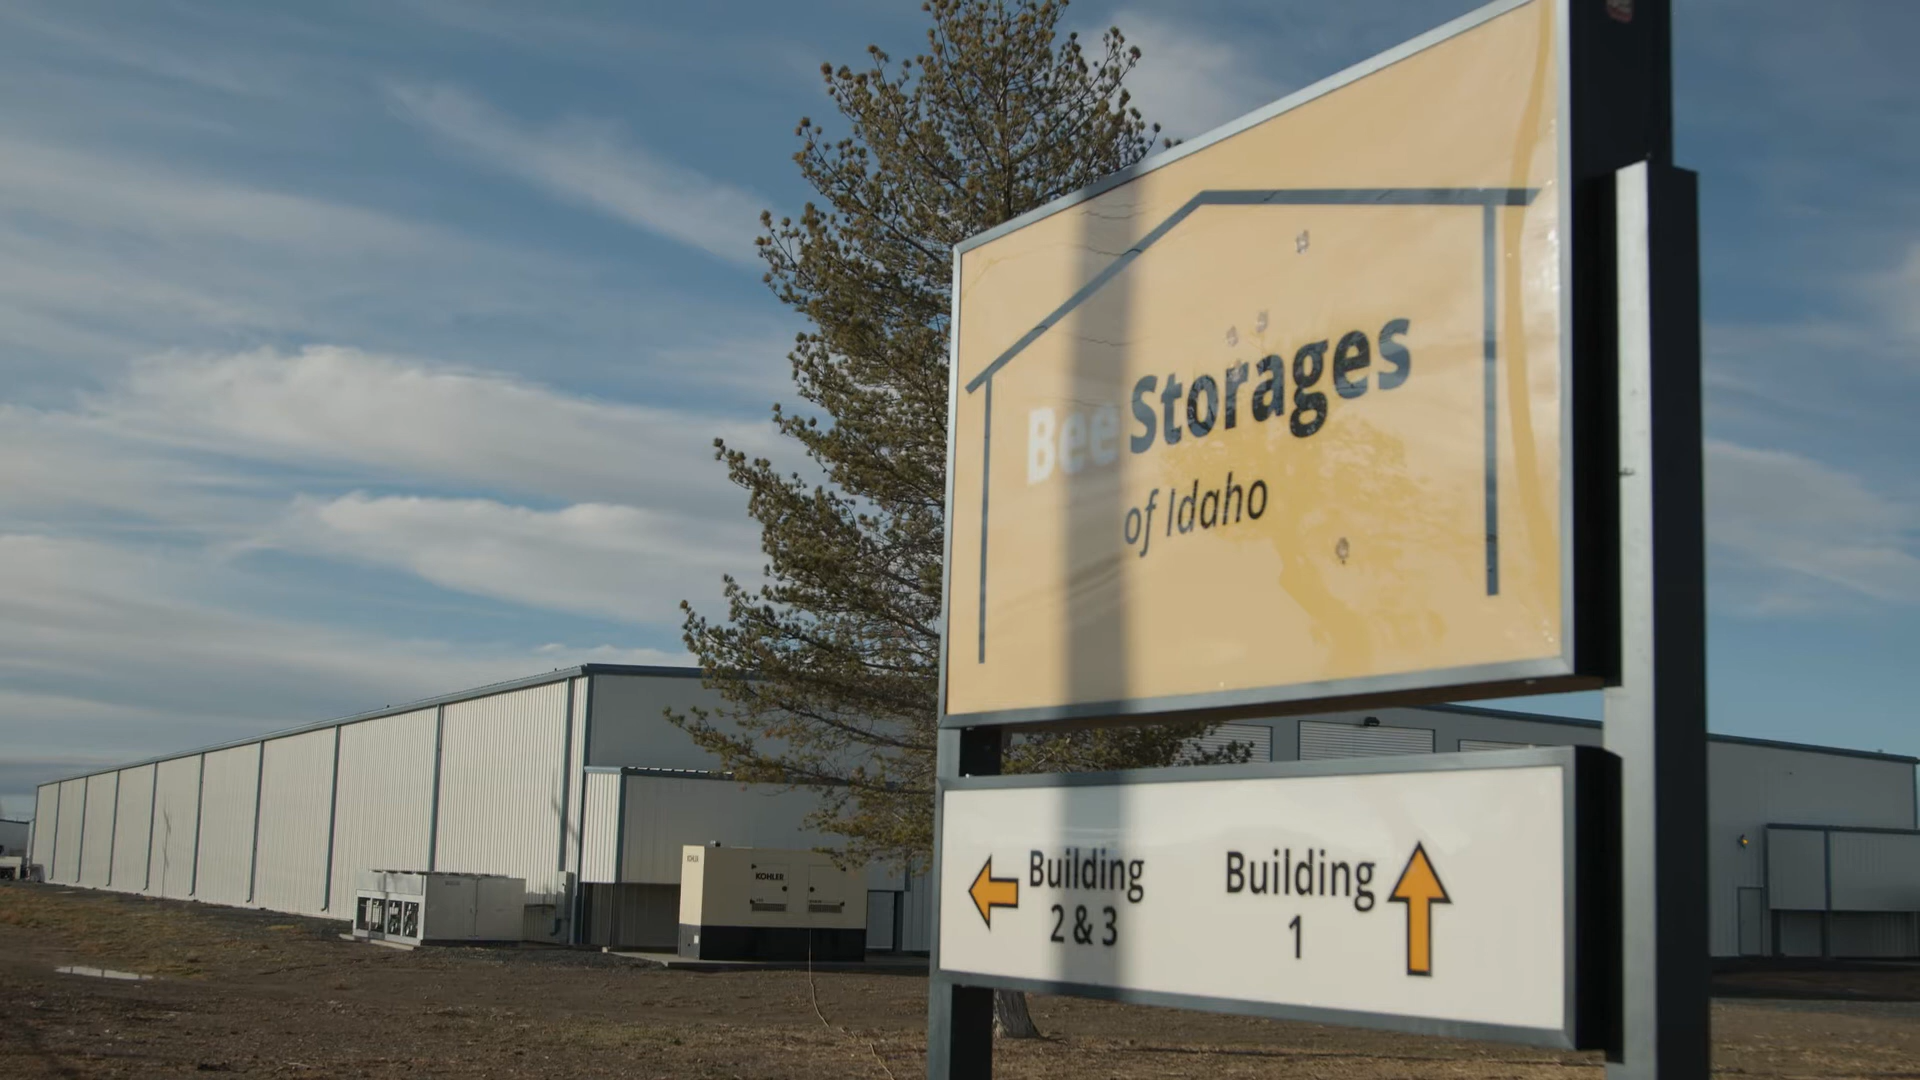 Bee Storages
of Idaho
Building
2 & 3
Building
1
KOHLER